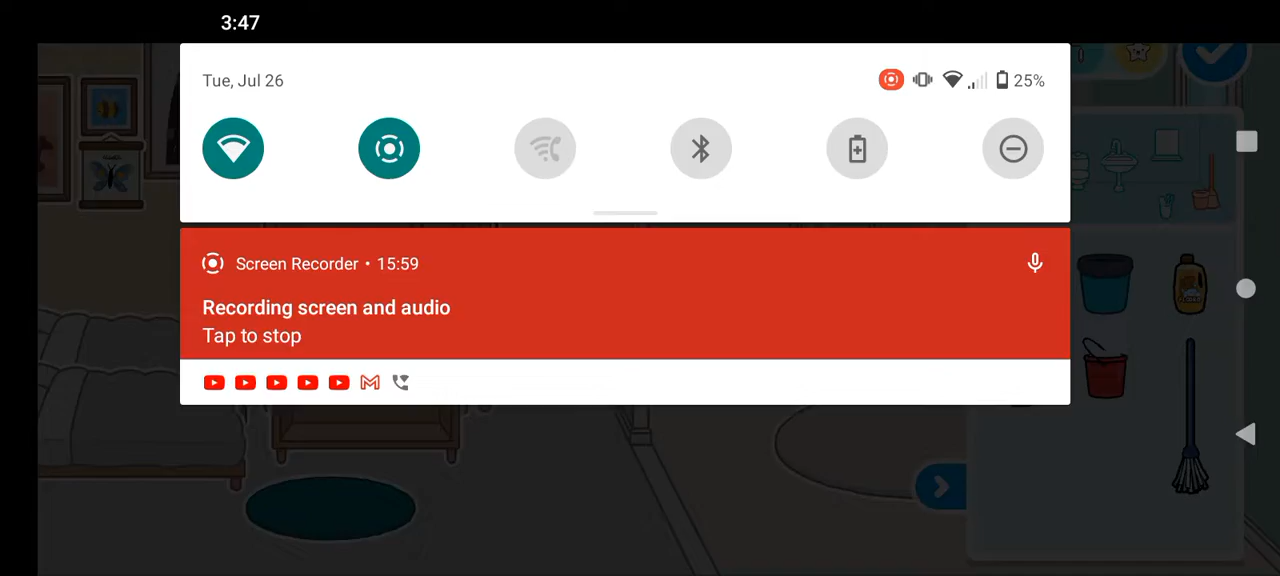 3:47
Tue, Jul 26
25%
Screen Recorder • 15:59
Recording screen and audio
Tap to stop